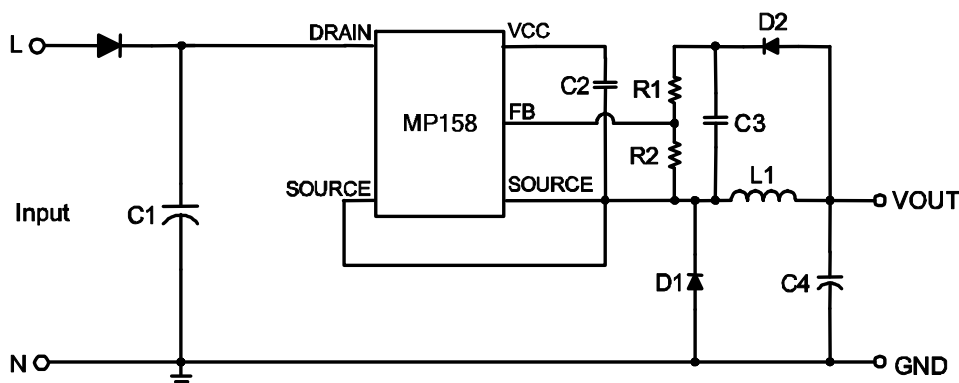 L
DRAIN
VCC
D2
C2
R1
MP158
FB
C3
R2
SOURCE
SOURCE
L1
Input
C1
VOUT
D1
C4
N
GND